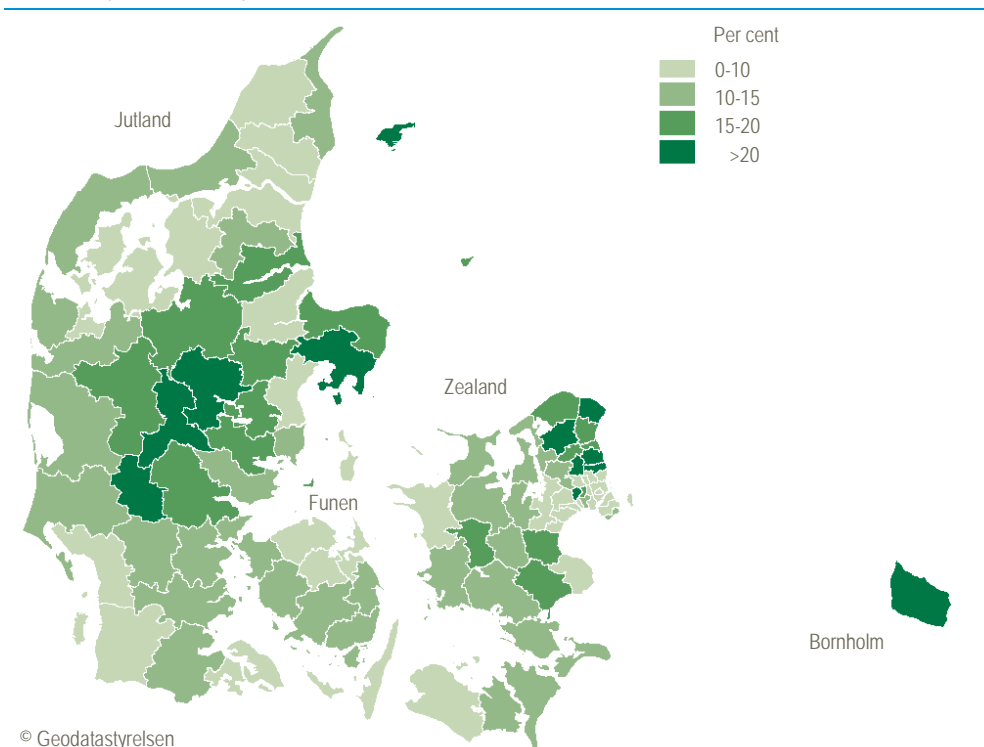 Per cent
0-10
10-15
15-20
>20
Jutland
Zealand
Funen
Bornholm
© Geodatastyrelsen